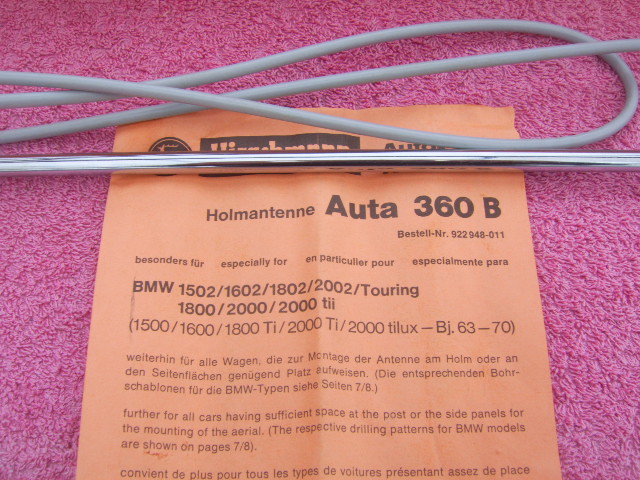 Hirschmann
Holmantenne Auta 360 B
Bestell-Nr. 922 948-011
besonders für especially for en particulier pour especialmente para
BMW 1502/1602/1802/2002/Touring
1800/2000/2000 tii
(1500/1600/1800 Ti/2000 Ti/2000 tilux – Bj. 63 – 70)
weiterhin für alle Wagen, die zur Montage der Antenne am Holm oder an
den Seitenflächen genügend Platz aufweisen. (Die entsprechenden Bohr-
schablonen für die BMW-Typen siehe Seiten 7/8.)
further for all cars having sufficient space at the post or the side panels for
the mounting of the aerial. (The respective drilling patterns for BMW models
are shown on pages 7/8).
convient de plus pour tous les types de voitures présentant assez de place